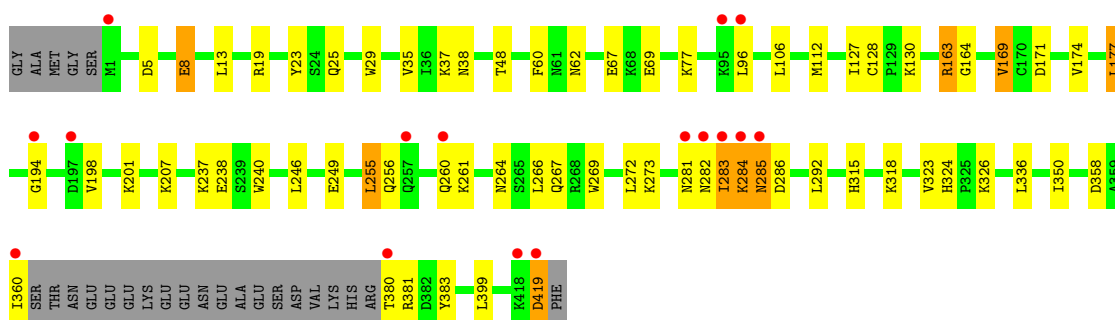 GLY ALA MET GLY SER M1 D5 E8 L13 R19 Y23 S24 Q25 W29 V35 I36 K37 N38 T48 F60 N61 N62 E67 K68 E69 K77 K95 L96 L106 M112 I127 C128 P129 K130 R163 G164 V169 C170 D171 V174 L177
G194 D197 V198 K201 K207 K237 E238 S239 W240 L246 E249 L255 Q256 Q257 Q260 K261 N264 S265 L266 Q267 R268 W269 L272 K273 N281 N282 I283 K284 N285 D286 L292 H315 K318 V323 H324 P325 K326 L336 I350 D358 A359
I360 SER THR ASN GLU GLU GLU LYS GLU GLU ASN GLU ALA GLU SER ASP VAL LYS HIS ARG T380 R381 D382 Y383 L399 K418 D419 PHE